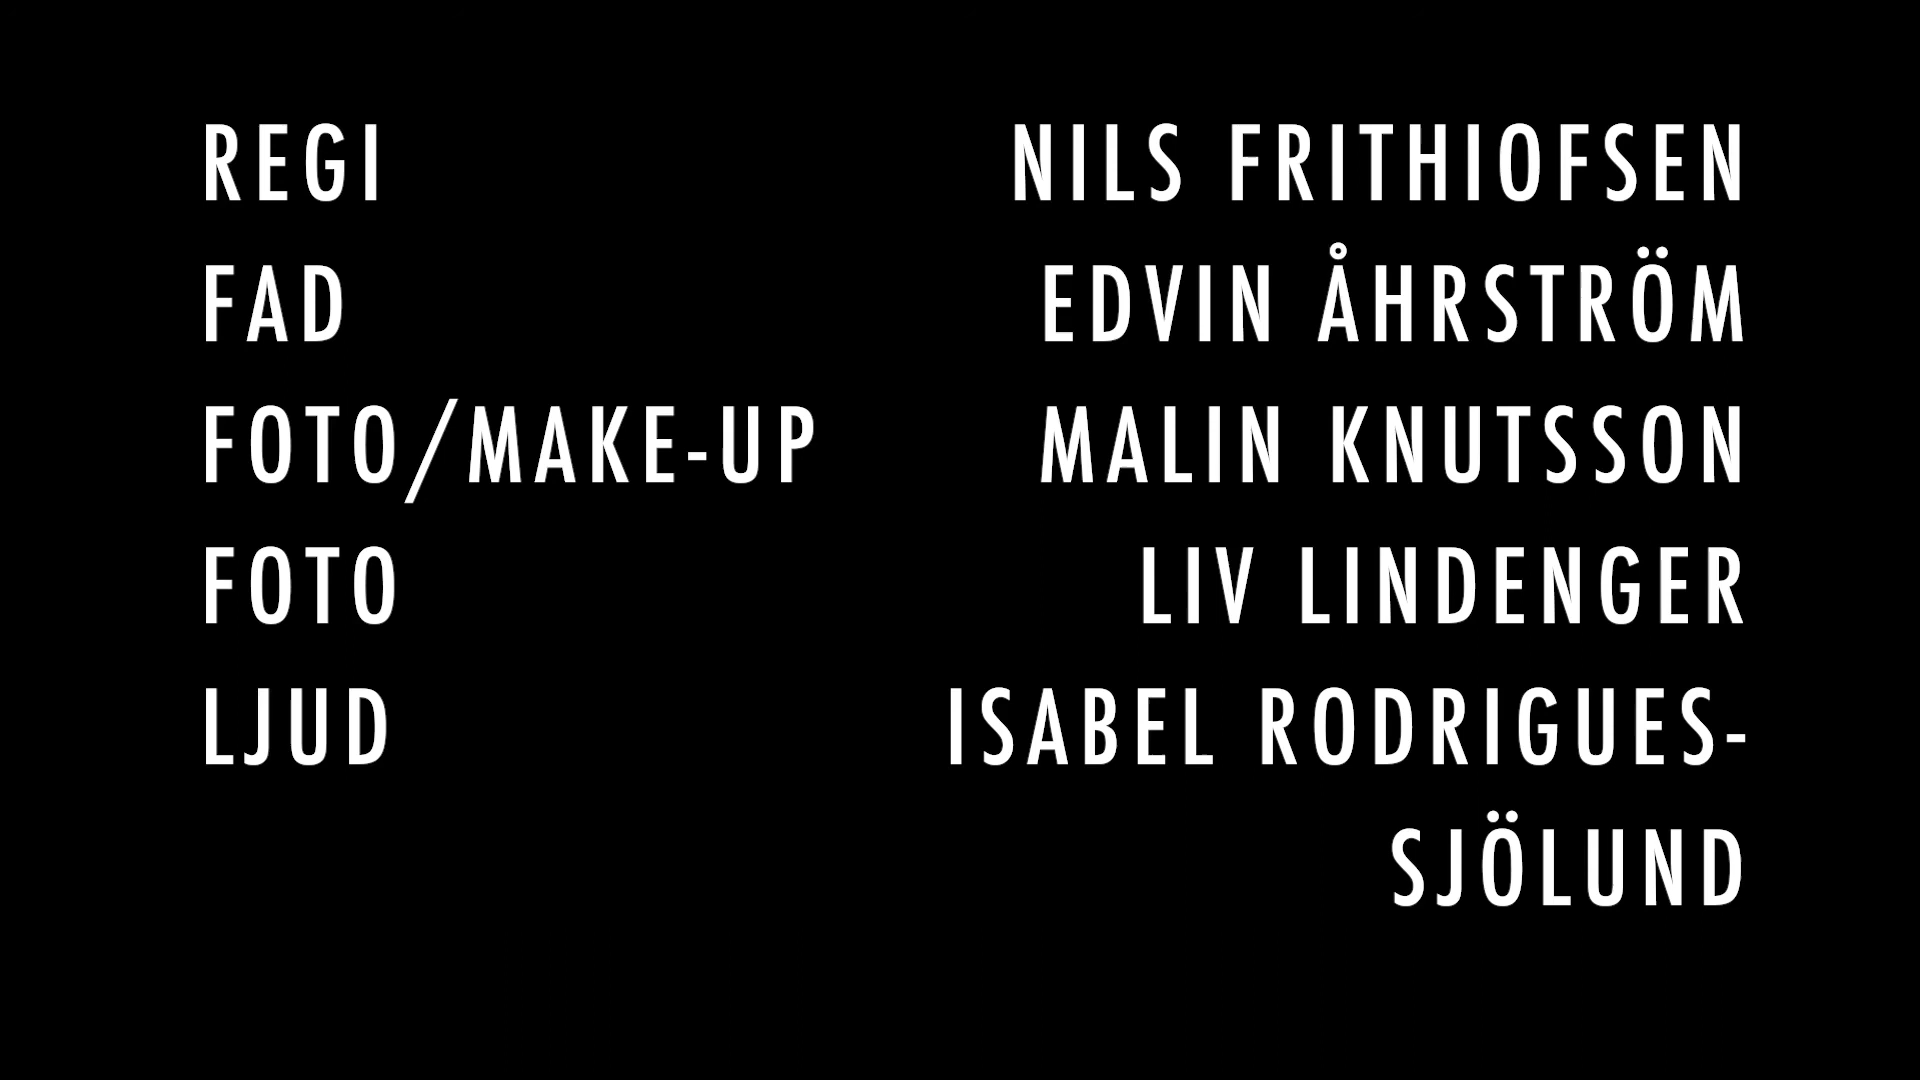 REGI NILS FRITHIOFSEN
FAD EDVIN ÅHRSTRÖM
FOTO/MAKE-UP MALIN KNUTSSON
FOTO LIV LINDENGER
LJUD ISABEL RODRIGUES-
SJÖLUND